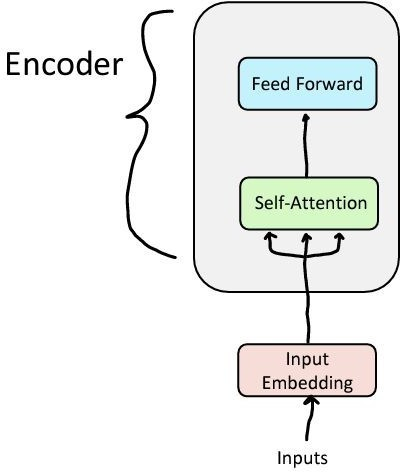 Encoder
Feed Forward
Self-Attention
Input
Embedding
Inputs